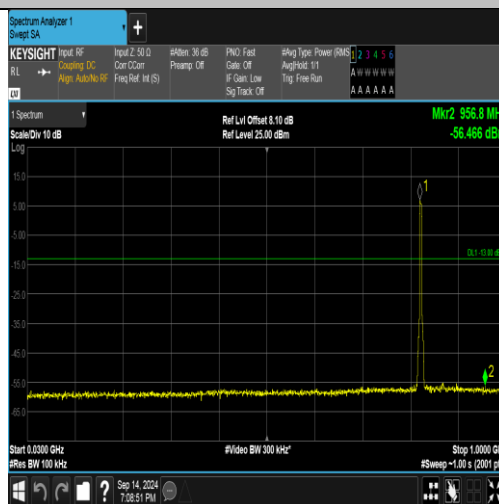 Spectrum Analyzer 1
Swept SA
+
KEYSIGHT Input: RF Input Z: 50 Ω #Atten: 36 dB PNO: Fast #Avg Type: Power (RMS 1 2 3 4 5 6
RL Coupling: DC Corr CCorr Preamp: Off Gate: Off Avg|Hold: 1/1 A W W W W W
Align: Auto/No RF Freq Ref: Int (S) IF Gain: Low Trig: Free Run
Sig Track: Off A A A A A A
1 Spectrum Ref Lvl Offset 8.10 dB Mkr2 956.8 MH
Scale/Div 10 dB Ref Level 25.00 dBm -56.466 dB
Log
15.0
1
5.00
-5.00
DL1 -13.00 dB
-15.0
-25.0
-35.0
-45.0
2
-55.0
-65.0
Start 0.0300 GHz #Video BW 300 kHz* Stop 1.0000 G
#Res BW 100 kHz #Sweep ~1.00 s (2001 pt
? Sep 14, 2024
7:08:51 PM